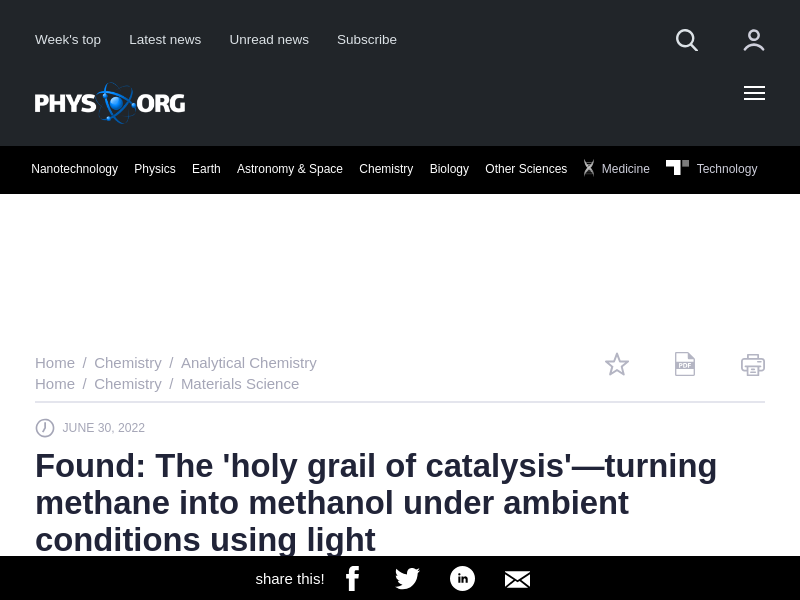 Week's top Latest news Unread news Subscribe
PHYS ORG
Nanotechnology Physics Earth Astronomy & Space Chemistry Biology Other Sciences Medicine Technology
Home / Chemistry / Analytical Chemistry
Home / Chemistry / Materials Science
PDF
JUNE 30, 2022
Found: The 'holy grail of catalysis'—turning
methane into methanol under ambient
conditions using light
share this! f in